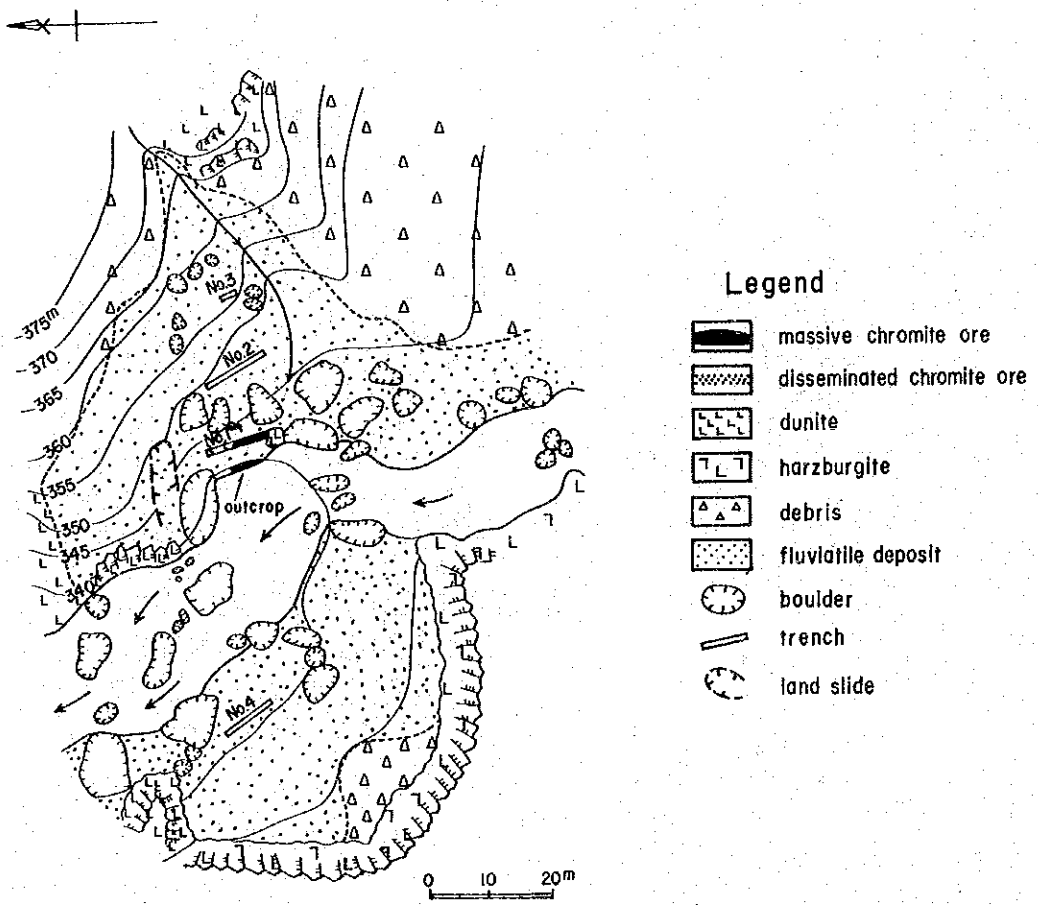 Legend
massive chromite ore
disseminated chromite ore
dunite
harzburgite
debris
fluviatile deposit
boulder
trench
land slide
375m
370
365
360
355
350
345
340
No.3
No.2
No.1
outcrop
No.4
0 10 20m